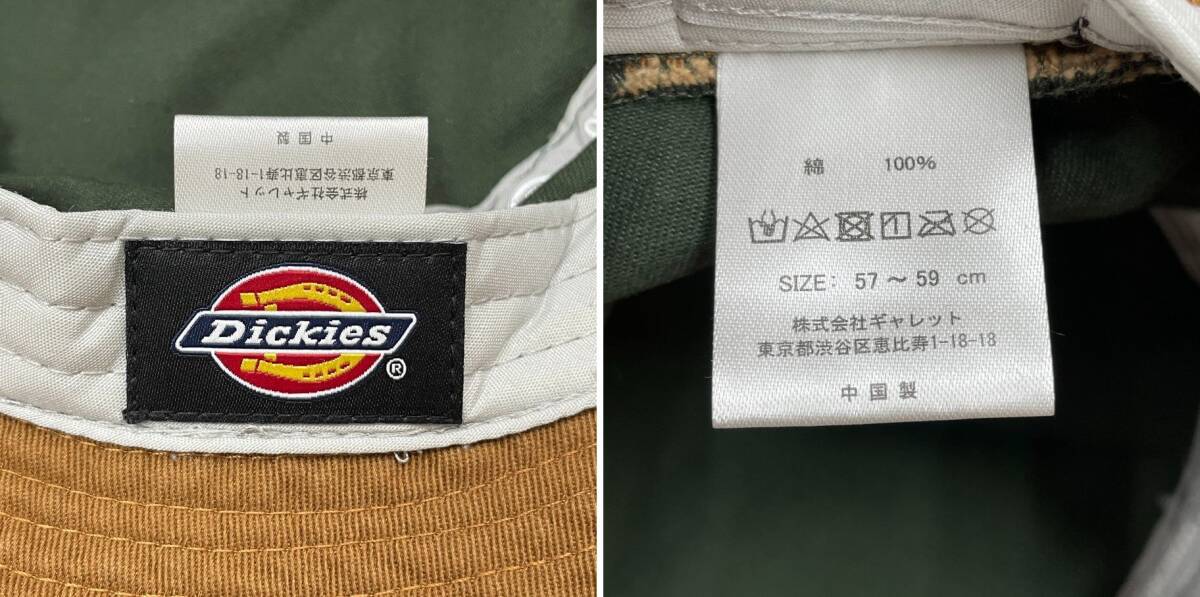 中国製
東京都渋谷区恵比寿1-18-18
株式会社ギャレット
Dickies
®
綿 100%
SIZE: 57 ～ 59 cm
株式会社ギャレット
東京都渋谷区恵比寿1-18-18
中国製